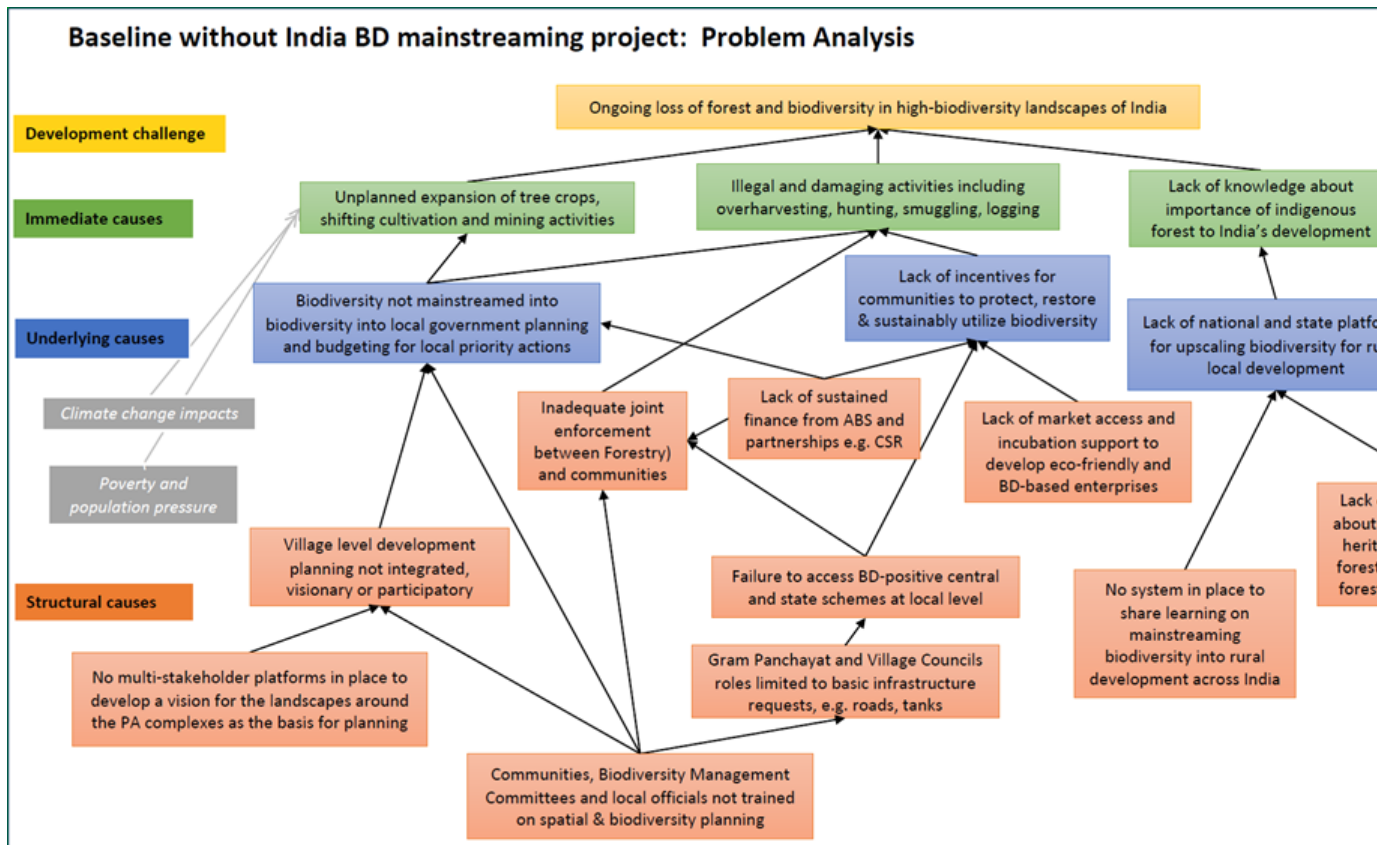 Baseline without India BD mainstreaming project: Problem Analysis
Ongoing loss of forest and biodiversity in high-biodiversity landscapes of India
Development challenge
Immediate causes
Unplanned expansion of tree crops,
shifting cultivation and mining activities
Illegal and damaging activities including
overharvesting, hunting, smuggling, logging
Lack of knowledge about
importance of indigenous
forest to India's development
Underlying causes
Biodiversity not mainstreamed into
biodiversity into local government planning
and budgeting for local priority actions
Lack of incentives for
communities to protect, restore
& sustainably utilize biodiversity
Lack of national and state
for upscaling biodiversity for
local development
Climate change impacts
Poverty and
population pressure
Inadequate joint
enforcement
between Forestry)
and communities
Lack of sustained
finance from ABS and
partnerships e.g. CSR
Lack of market access and
incubation support to
develop eco-friendly and
BD-based enterprises
Structural causes
Village level development
planning not integrated,
visionary or participatory
Failure to access BD-positive central
and state schemes at local level
No system in place to
share learning on
mainstreaming
biodiversity into rural
development across India
Lack
about
forest
No multi-stakeholder platforms in place to
develop a vision for the landscapes around
the PA complexes as the basis for planning
Gram Panchayat and Village Councils
roles limited to basic infrastructure
requests, e.g. roads, tanks
Communities, Biodiversity Management
Committees and local officials not trained
on spatial & biodiversity planning